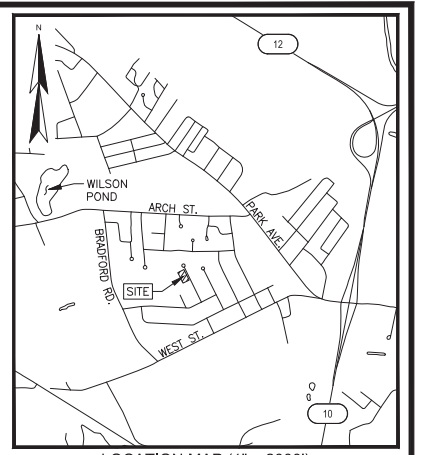 N
12
WILSON
POND
ARCH ST.
PARK AVE
BRADFORD RD.
SITE
WEST ST.
10